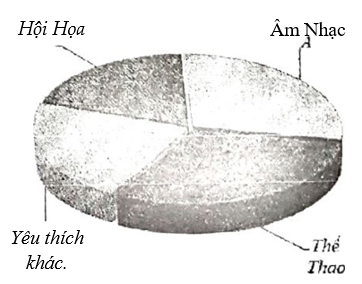 Hội Họa
Âm Nhạc
Yêu thích
khác.
Thể
Thao